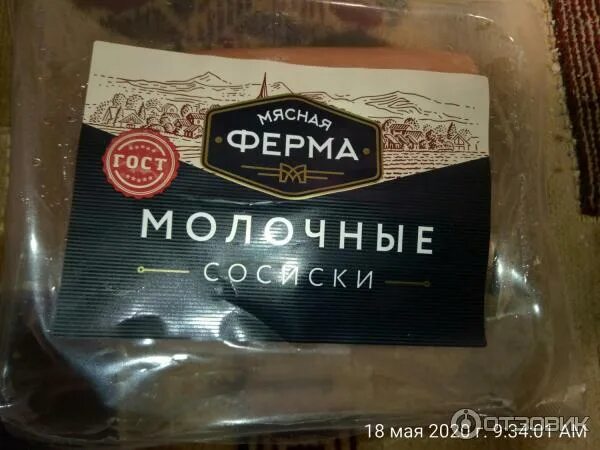 МЯСНАЯ
ФЕРМА
ГОСТ
МОЛОЧНЫЕ
СОСИСКИ
18 мая 2020 г. 9:34:01 AM
ОТЗОВИК